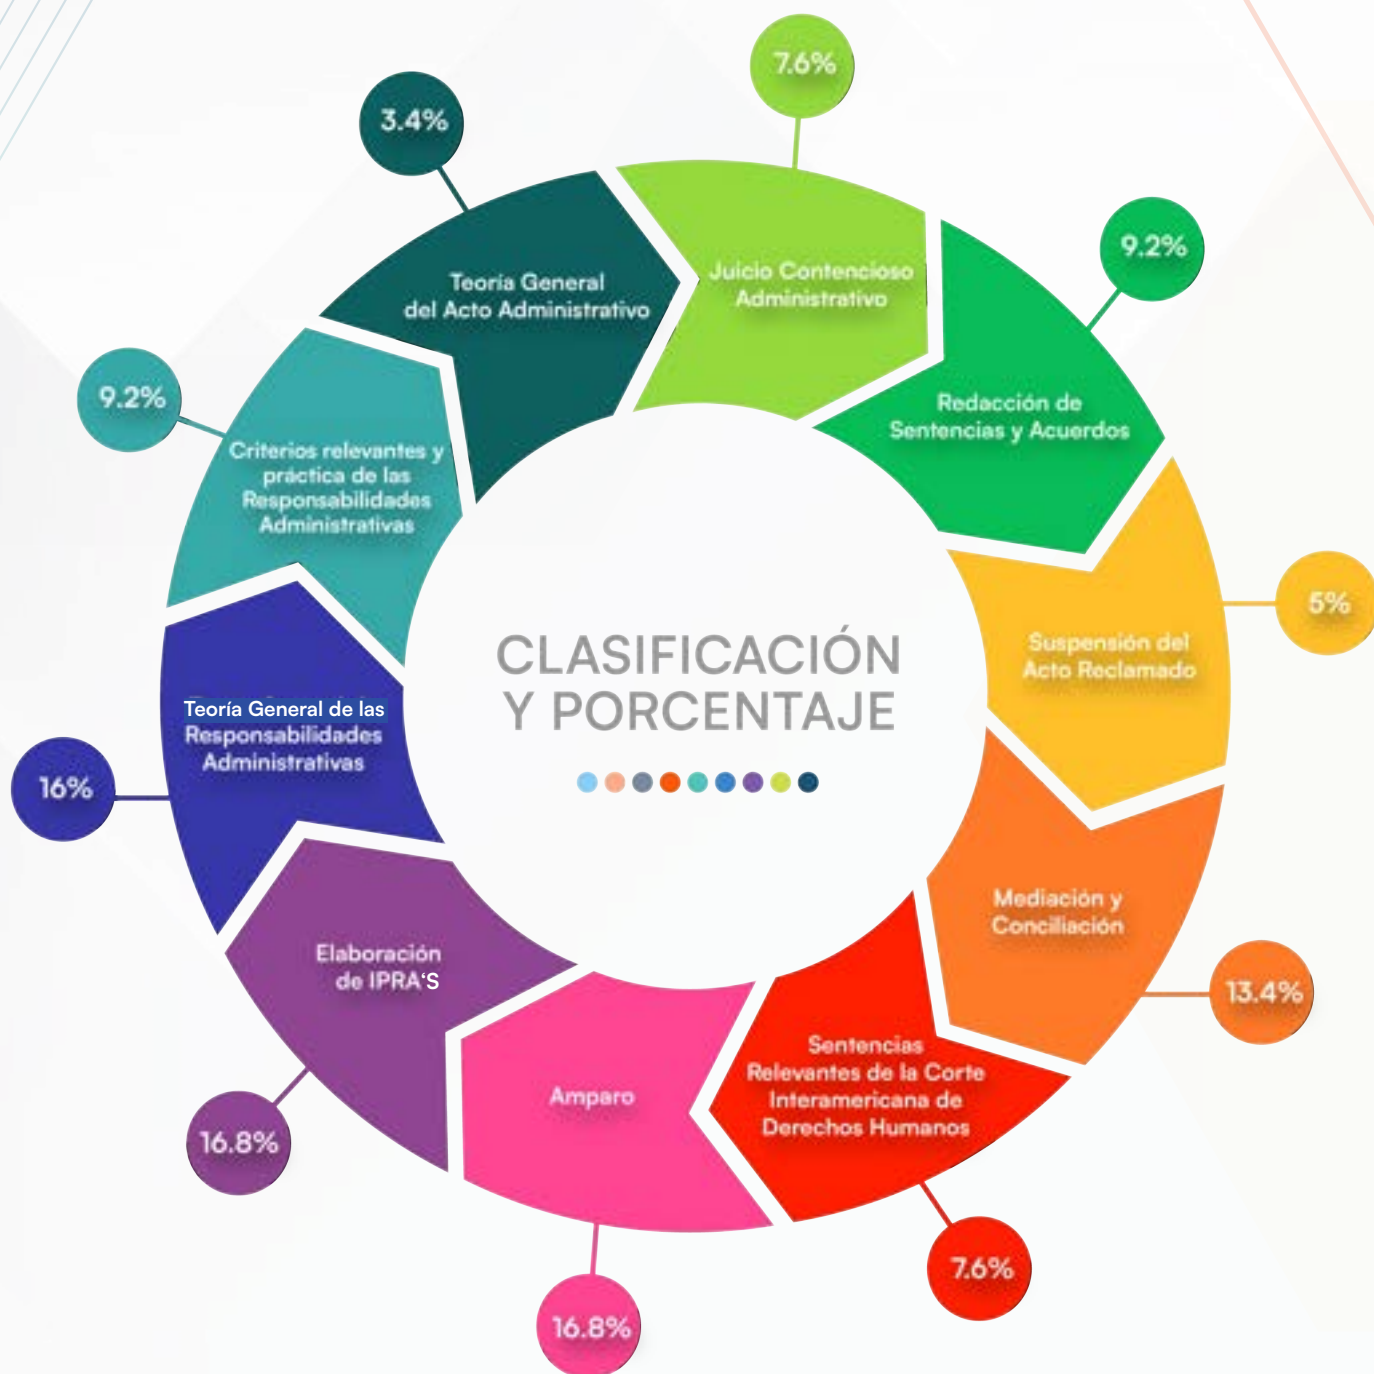 7.6%
Juicio Contencioso
Administrativo
9.2%
Redacción de
Sentencias y Acuerdos
5%
Suspensión del
Acto Reclamado
13.4%
Mediación y
Conciliación
7.6%
Sentencias
Relevantes de la Corte
Interamericana de
Derechos Humanos
16.8%
Amparo
16.8%
Elaboración
de IPRA‘S
16%
Teoría General de las
Responsabilidades
Administrativas
9.2%
Criterios relevantes y
práctica de las
Responsabilidades
Administrativas
3.4%
Teoría General
del Acto Administrativo
CLASIFICACIÓN
Y PORCENTAJE